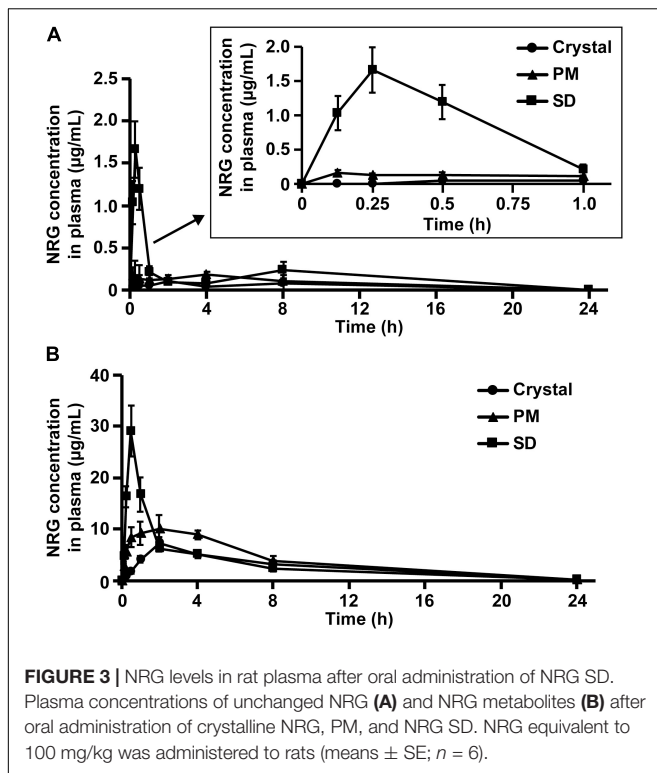 A
NRG concentration
in plasma (µg/mL)
2.5
2.0
1.5
1.0
0.5
0
0
4
8
12
16
20
24
Time (h)
NRG concentration
in plasma (µg/mL)
2.0
1.5
1.0
0.5
0
0
0.25
0.5
0.75
1.0
Time (h)
Crystal
PM
SD
B
NRG concentration
in plasma (µg/mL)
40
30
20
10
0
0
4
8
12
16
20
24
Time (h)
Crystal
PM
SD
FIGURE 3 | NRG levels in rat plasma after oral administration of NRG SD.
Plasma concentrations of unchanged NRG (A) and NRG metabolites (B) after
oral administration of crystalline NRG, PM, and NRG SD. NRG equivalent to
100 mg/kg was administered to rats (means ± SE; n = 6).